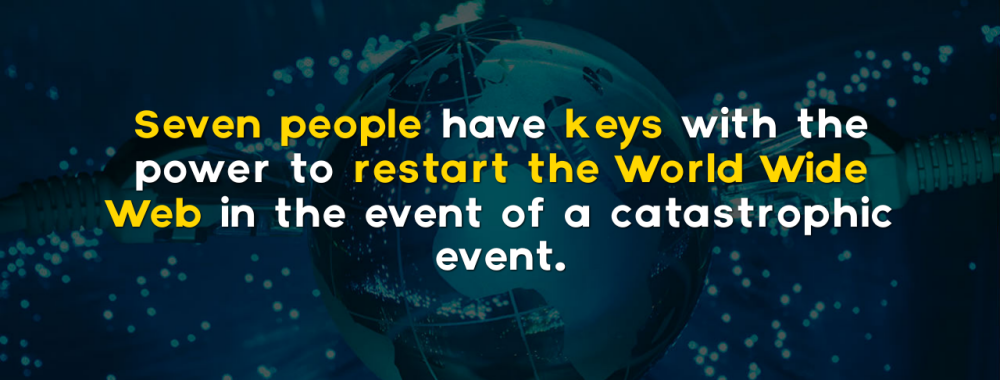 Seven people have keys with the
power to restart the World Wide
Web in the event of a catastrophic
event.